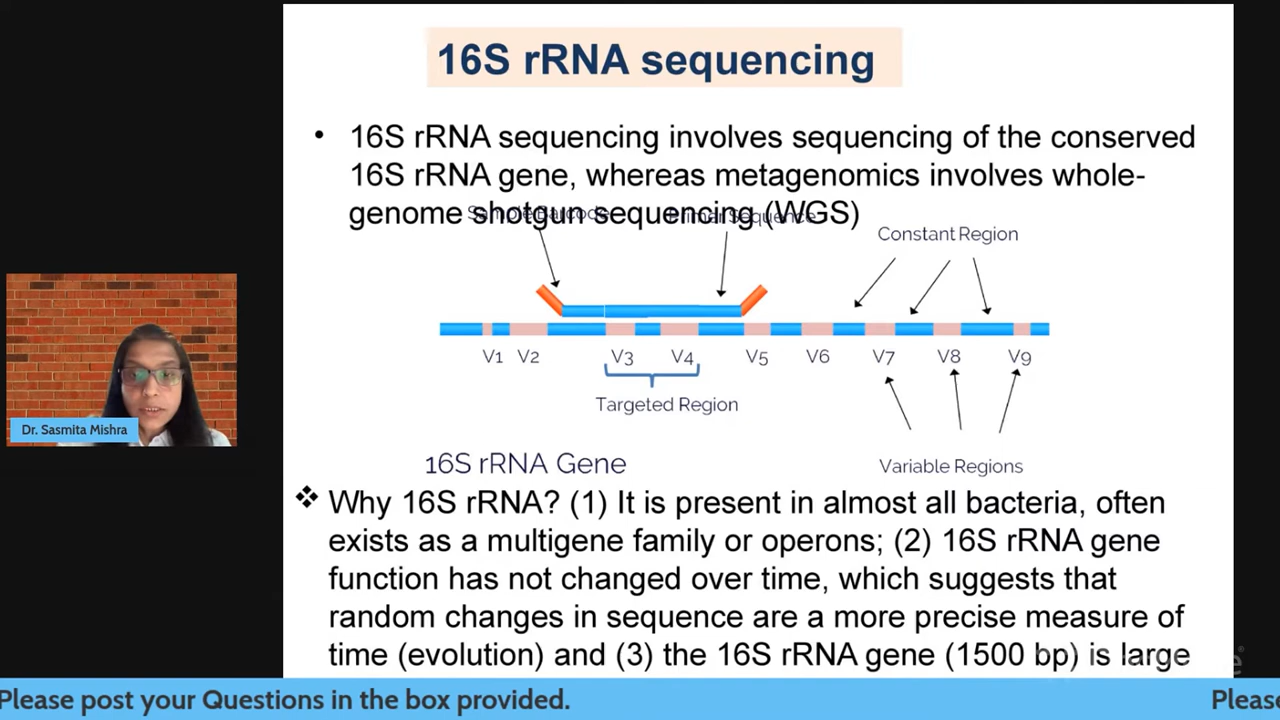 16S rRNA sequencing
• 16S rRNA sequencing involves sequencing of the conserved
16S rRNA gene, whereas metagenomics involves whole-
genome shotgun sequencing (WGS)
Sample Barcode
Primer Sequence
Constant Region
V1 V2 V3 V4 V5 V6 V7 V8 V9
Targeted Region
Variable Regions
16S rRNA Gene
❖ Why 16S rRNA? (1) It is present in almost all bacteria, often
exists as a multigene family or operons; (2) 16S rRNA gene
function has not changed over time, which suggests that
random changes in sequence are a more precise measure of
time (evolution) and (3) the 16S rRNA gene (1500 bp) is large
Dr. Sasmita Mishra
Please post your Questions in the box provided.
Please